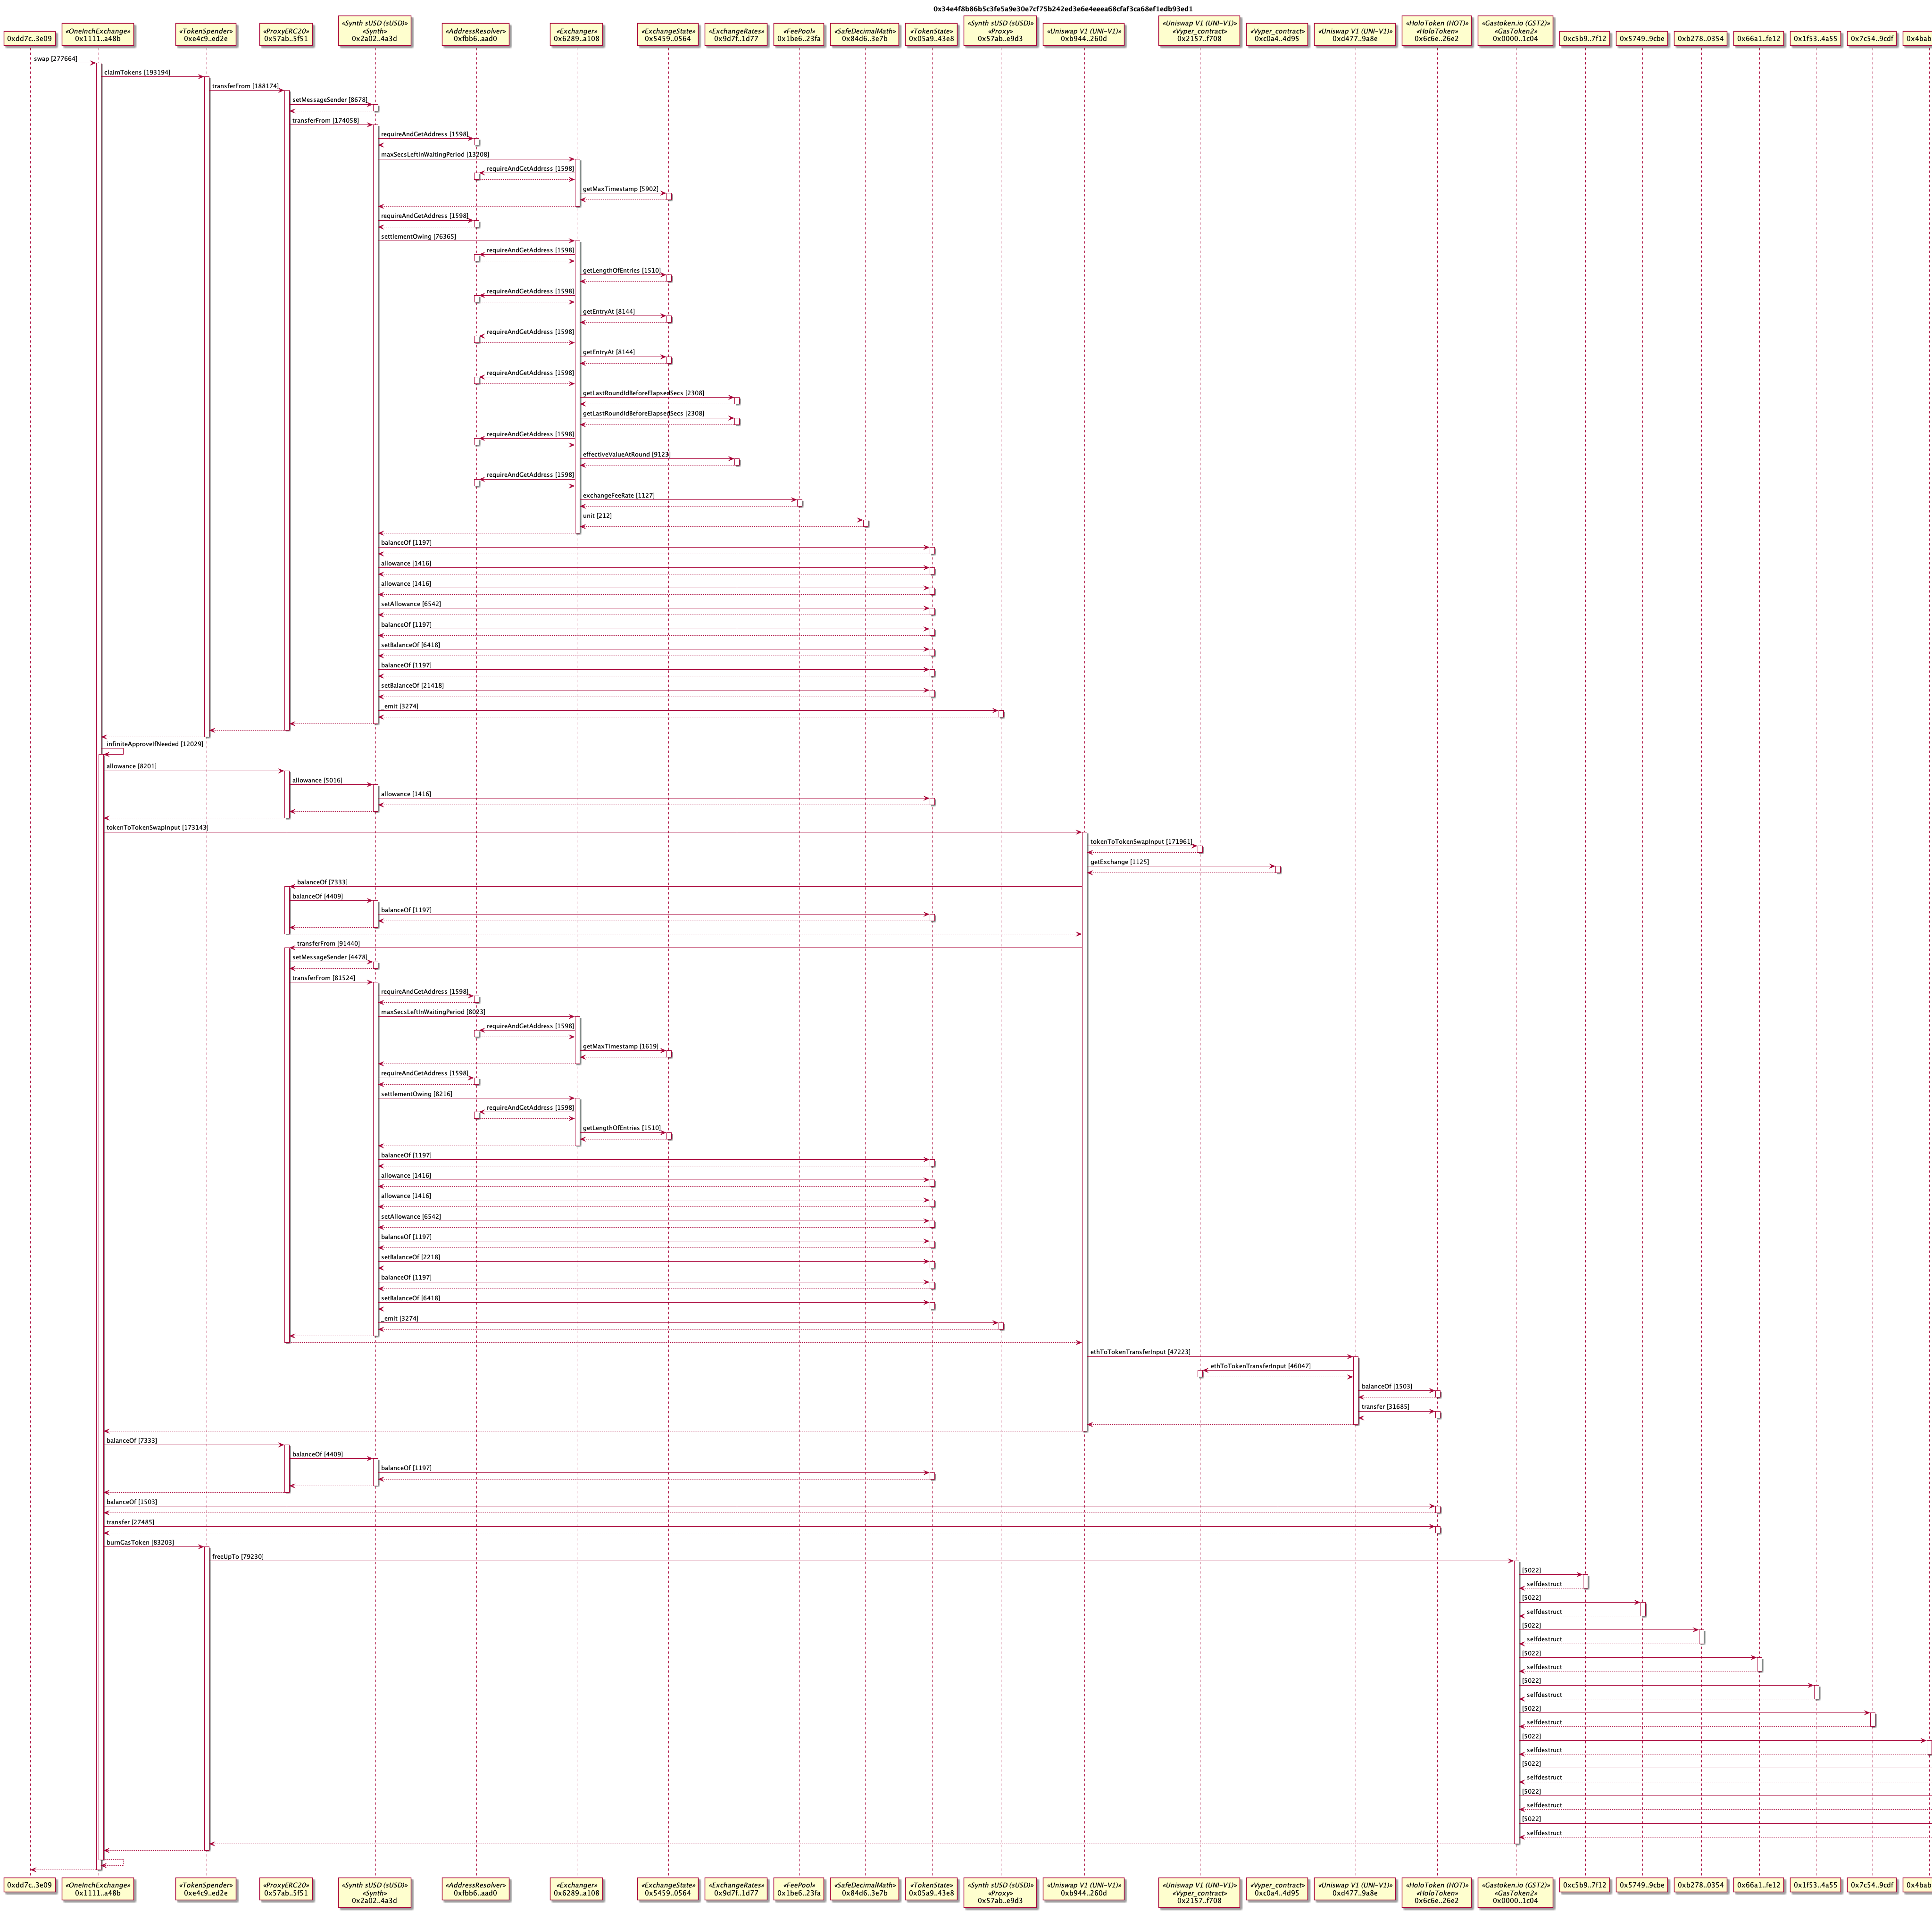 0x34e4f8b86b5c3fe5a9e30e7cf75b242ed3e6e4eeea68cfaf3ca68ef1edb93ed1
0xdd7c..3e09
«OneInchExchange»
0x1111..a48b
«TokenSpender»
0xe4c9..ed2e
«ProxyERC20»
0x57ab..5f51
«Synth sUSD (sUSD)»
«Synth»
0x2a02..4a3d
«AddressResolver»
0xfbb6..aad0
«Exchanger»
0x6289..a108
«ExchangeState»
0x5459..0564
«ExchangeRates»
0x9d7f..1d77
«FeePool»
0x1be6..23fa
«SafeDecimalMath»
0x84d6..3e7b
«TokenState»
0x05a9..43e8
«Synth sUSD (sUSD)»
«Proxy»
0x57ab..e9d3
«Uniswap V1 (UNI-V1)»
0xb944..260d
«Uniswap V1 (UNI-V1)»
«Vyper_contract»
0x2157..f708
«Vyper_contract»
0xc0a4..4d95
«Uniswap V1 (UNI-V1)»
0xd477..9a8e
«HoloToken (HOT)»
«HoloToken»
0x6c6e..26e2
«Gastoken.io (GST2)»
«GasToken2»
0x0000..1c04
0xc5b9..7f12
0x5749..9cbe
0xb278..0354
0x66a1..fe12
0x1f53..4a55
0x7c54..9cdf
0x4bab
swap [277664]
claimTokens [193194]
transferFrom [188174]
setMessageSender [8678]
transferFrom [174058]
requireAndGetAddress [1598]
maxSecsLeftInWaitingPeriod [13208]
requireAndGetAddress [1598]
getMaxTimestamp [5902]
requireAndGetAddress [1598]
settlementOwing [76365]
requireAndGetAddress [1598]
getLengthOfEntries [1510]
requireAndGetAddress [1598]
getEntryAt [8144]
requireAndGetAddress [1598]
getEntryAt [8144]
requireAndGetAddress [1598]
getLastRoundIdBeforeElapsedSecs [2308]
getLastRoundIdBeforeElapsedSecs [2308]
requireAndGetAddress [1598]
effectiveValueAtRound [9123]
requireAndGetAddress [1598]
exchangeFeeRate [1127]
unit [212]
balanceOf [1197]
allowance [1416]
allowance [1416]
setAllowance [6542]
balanceOf [1197]
setBalanceOf [6418]
balanceOf [1197]
setBalanceOf [21418]
_emit [3274]
infiniteApproveIfNeeded [12029]
allowance [8201]
allowance [5016]
allowance [1416]
tokenToTokenSwapInput [173143]
tokenToTokenSwapInput [171961]
getExchange [1125]
balanceOf [7333]
balanceOf [4409]
balanceOf [1197]
transferFrom [91440]
setMessageSender [4478]
transferFrom [81524]
requireAndGetAddress [1598]
maxSecsLeftInWaitingPeriod [8023]
requireAndGetAddress [1598]
getMaxTimestamp [1619]
requireAndGetAddress [1598]
settlementOwing [8216]
requireAndGetAddress [1598]
getLengthOfEntries [1510]
balanceOf [1197]
allowance [1416]
allowance [1416]
setAllowance [6542]
balanceOf [1197]
setBalanceOf [2218]
balanceOf [1197]
setBalanceOf [6418]
_emit [3274]
ethToTokenTransferInput [47223]
ethToTokenTransferInput [46047]
balanceOf [1503]
transfer [31685]
balanceOf [7333]
balanceOf [4409]
balanceOf [1197]
balanceOf [1503]
transfer [27485]
burnGasToken [83203]
freeUpTo [79230]
[5022]
selfdestruct
[5022]
selfdestruct
[5022]
selfdestruct
[5022]
selfdestruct
[5022]
selfdestruct
[5022]
selfdestruct
[5022]
selfdestruct
[5022]
selfdestruct
[5022]
selfdestruct
[5022]
selfdestruct
0xdd7c..3e09
«OneInchExchange»
0x1111..a48b
«TokenSpender»
0xe4c9..ed2e
«ProxyERC20»
0x57ab..5f51
«Synth sUSD (sUSD)»
«Synth»
0x2a02..4a3d
«AddressResolver»
0xfbb6..aad0
«Exchanger»
0x6289..a108
«ExchangeState»
0x5459..0564
«ExchangeRates»
0x9d7f..1d77
«FeePool»
0x1be6..23fa
«SafeDecimalMath»
0x84d6..3e7b
«TokenState»
0x05a9..43e8
«Synth sUSD (sUSD)»
«Proxy»
0x57ab..e9d3
«Uniswap V1 (UNI-V1)»
0xb944..260d
«Uniswap V1 (UNI-V1)»
«Vyper_contract»
0x2157..f708
«Vyper_contract»
0xc0a4..4d95
«Uniswap V1 (UNI-V1)»
0xd477..9a8e
«HoloToken (HOT)»
«HoloToken»
0x6c6e..26e2
«Gastoken.io (GST2)»
«GasToken2»
0x0000..1c04
0xc5b9..7f12
0x5749..9cbe
0xb278..0354
0x66a1..fe12
0x1f53..4a55
0x7c54..9cdf
0x4bab